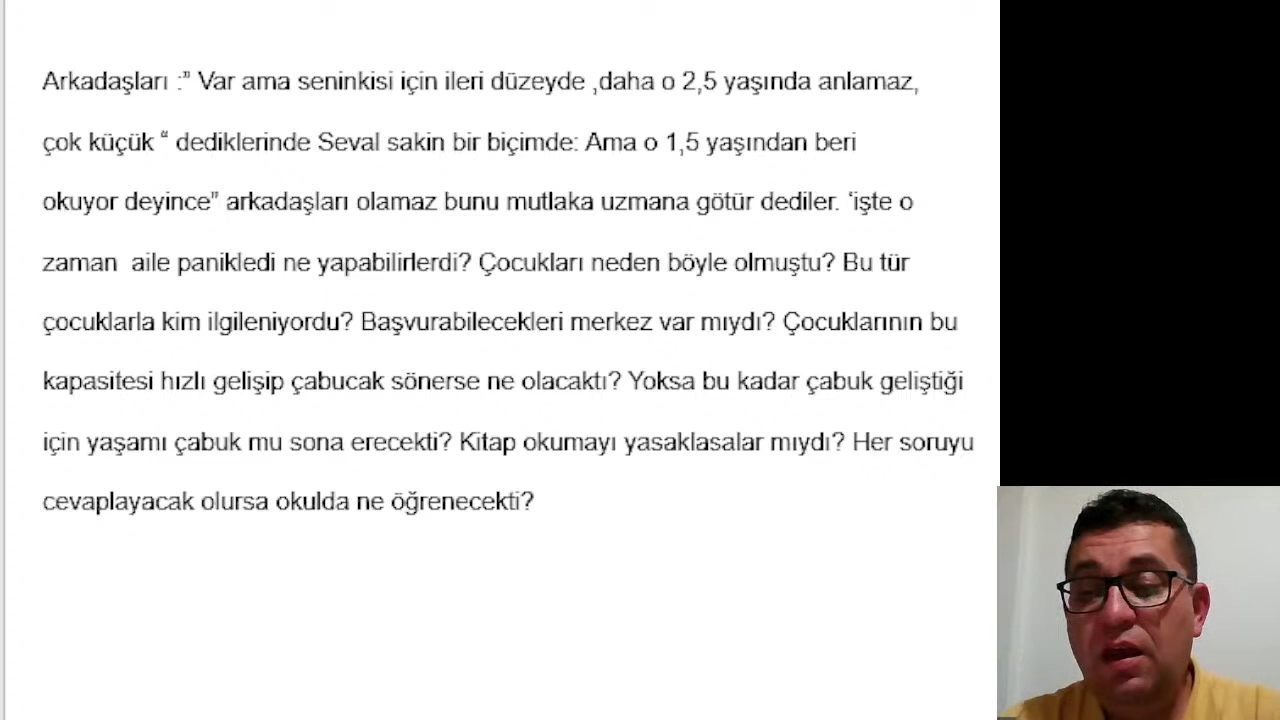 Arkadaşları :” Var ama seninkisi için ileri düzeyde ,daha o 2,5 yaşında anlamaz,
çok küçük “ dediklerinde Seval sakin bir biçimde: Ama o 1,5 yaşından beri
okuyor deyince” arkadaşları olamaz bunu mutlaka uzmana götür dediler. ‘işte o
zaman  aile panikledi ne yapabilirlerdi? Çocukları neden böyle olmuştu? Bu tür
çocuklarla kim ilgileniyordu? Başvurabilecekleri merkez var mıydı? Çocuklarının bu
kapasitesi hızlı gelişip çabucak sönerse ne olacaktı? Yoksa bu kadar çabuk geliştiği
için yaşamı çabuk mu sona erecekti? Kitap okumayı yasaklasalar mıydı? Her soruyu
cevaplayacak olursa okulda ne öğrenecekti?